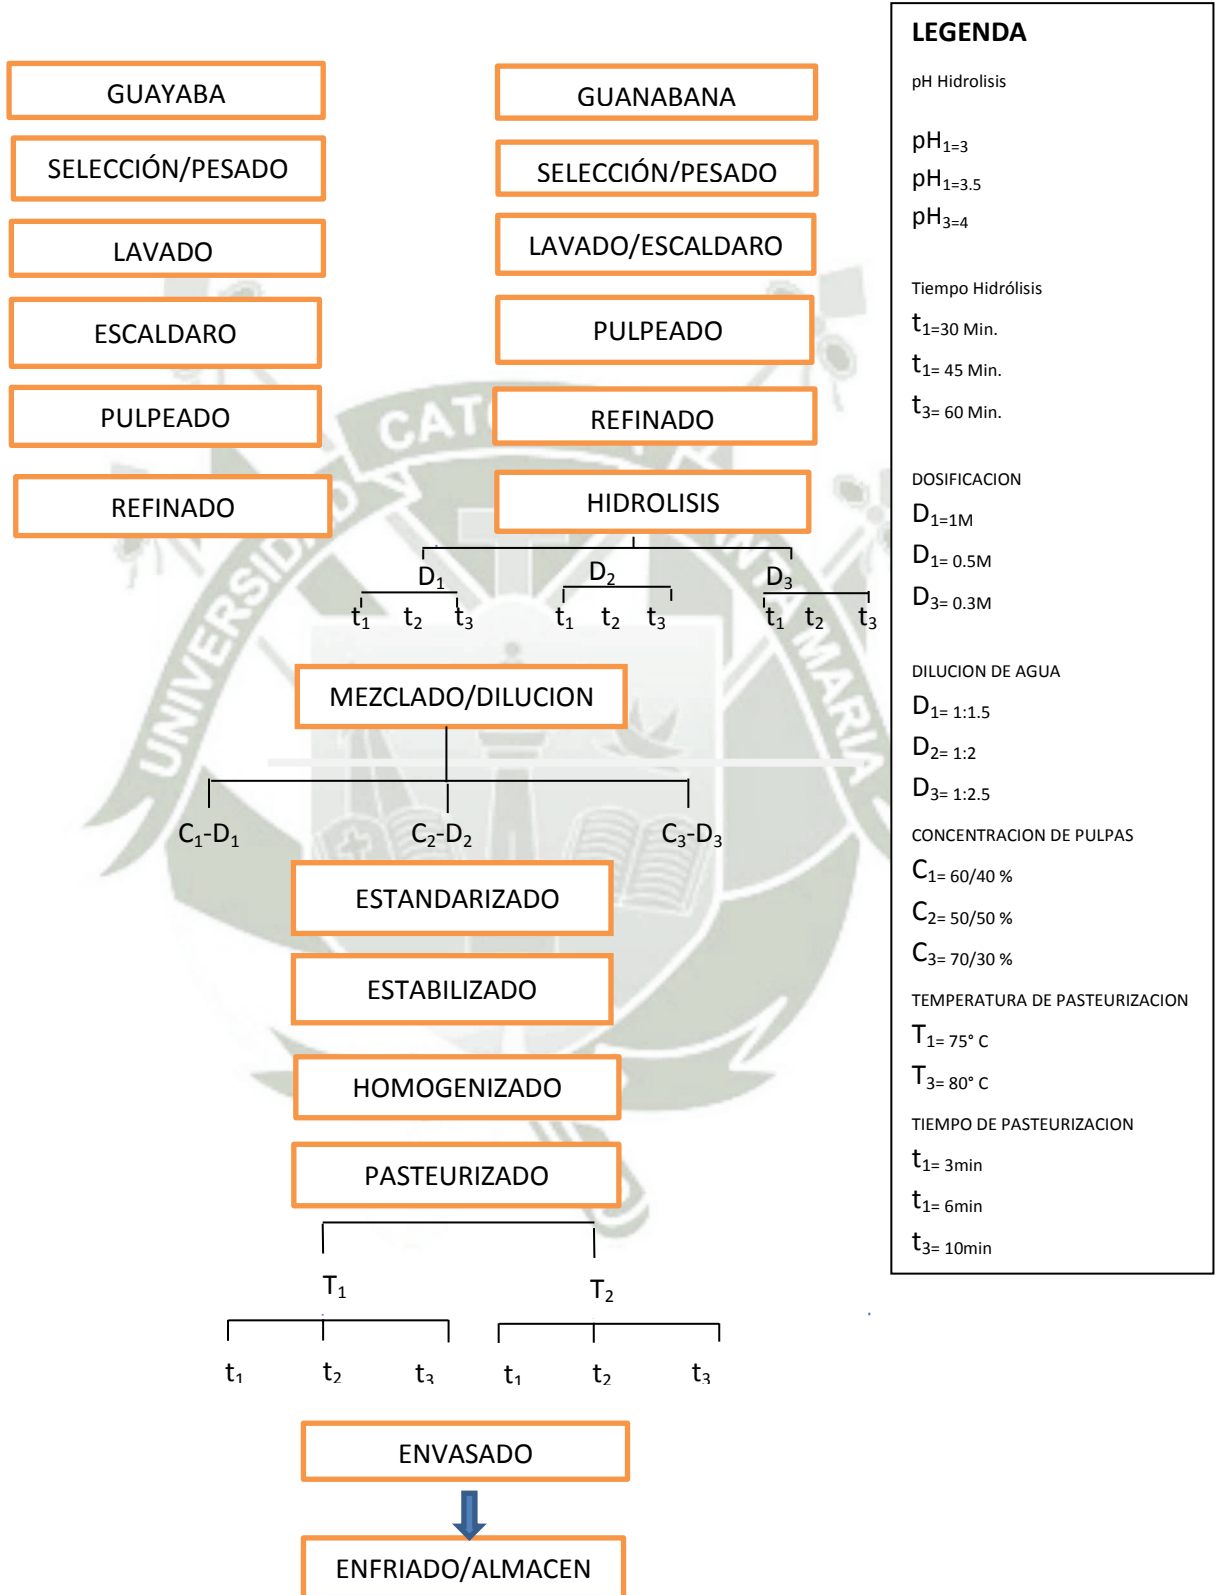 GUAYABA
SELECCIÓN/PESADO
LAVADO
ESCALDARO
PULPEADO
REFINADO
GUANABANA
SELECCIÓN/PESADO
LAVADO/ESCALDARO
PULPEADO
REFINADO
HIDROLISIS
D1 D2 D3
t1 t2 t3 t1 t2 t3 t1 t2 t3
MEZCLADO/DILUCION
C1-D1 C2-D2 C3-D3
ESTANDARIZADO
ESTABILIZADO
HOMOGENIZADO
PASTEURIZADO
T1 T2
t1 t2 t3 t1 t2 t3
ENVASADO
ENFRIADO/ALMACEN
LEGENDA
pH Hidrolisis
pH1=3
pH1=3.5
pH3=4
Tiempo Hidrólisis
t1=30 Min.
t1= 45 Min.
t3= 60 Min.
DOSIFICACION
D1=1M
D1= 0.5M
D3= 0.3M
DILUCION DE AGUA
D1= 1:1.5
D2= 1:2
D3= 1:2.5
CONCENTRACION DE PULPAS
C1= 60/40 %
C2= 50/50 %
C3= 70/30 %
TEMPERATURA DE PASTEURIZACION
T1= 75° C
T3= 80° C
TIEMPO DE PASTEURIZACION
t1= 3min
t1= 6min
t3= 10min
UNIVERSIDAD
CATO
NTA MARIA